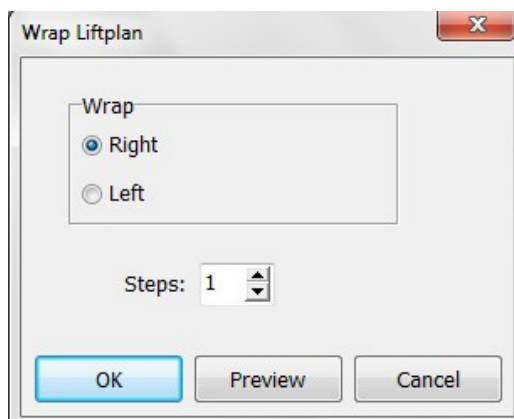 Wrap Liftplan
Wrap
Right
Left
Steps: 1
OK Preview Cancel